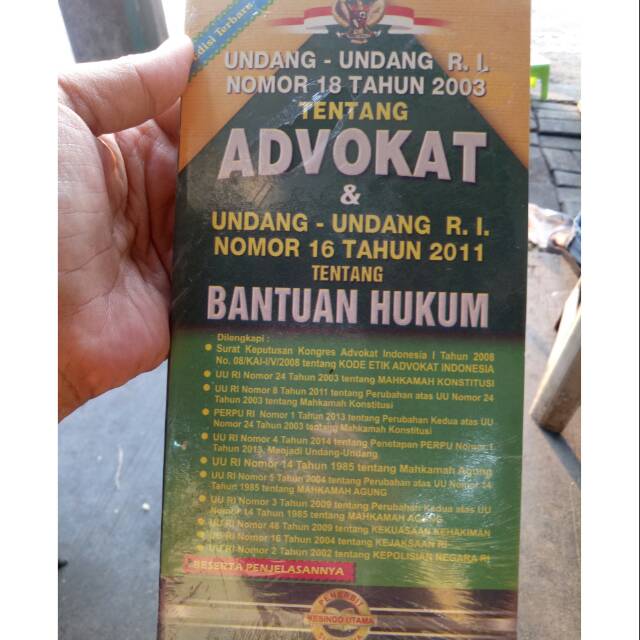 Edisi Terbaru
UNDANG - UNDANG R. I.
NOMOR 18 TAHUN 2003
TENTANG
ADVOKAT
&
UNDANG - UNDANG R. I.
NOMOR 16 TAHUN 2011
TENTANG
BANTUAN HUKUM
Dilengkapi :
• Surat Keputusan Kongres Advokat Indonesia I Tahun 2008
No. 08/KAI-I/V/2008 tentang KODE ETIK ADVOKAT INDONESIA
• UU RI Nomor 24 Tahun 2003 tentang MAHKAMAH KONSTITUSI
• UU RI Nomor 8 Tahun 2011 tentang Perubahan atas UU Nomor 24
Tahun 2003 tentang Mahkamah Konstitusi
• PERPU RI Nomor 1 Tahun 2013 tentang Perubahan Kedua atas UU
Nomor 24 Tahun 2003 tentang Mahkamah Konstitusi
• UU RI Nomor 4 Tahun 2014 tentang Penetapan PERPU Nomor 1
Tahun 2013, Menjadi Undang-Undang
• UU RI Nomor 14 Tahun 1985 tentang Mahkamah Agung
• UU RI Nomor 5 Tahun 2004 tentang Perubahan atas UU Nomor 14
Tahun 1985 tentang MAHKAMAH AGUNG
• UU RI Nomor 3 Tahun 2009 tentang Perubahan Kedua atas UU
Nomor 14 Tahun 1985 tentang MAHKAMAH AGUNG
• UU RI Nomor 48 Tahun 2009 tentang KEKUASAAN KEHAKIMAN
• UU RI Nomor 16 Tahun 2004 tentang KEJAKSAAN RI
• UU RI Nomor 2 Tahun 2002 tentang KEPOLISIAN NEGARA RI
BESERTA PENJELASANNYA
PENERBIT
KESINDO UTAMA